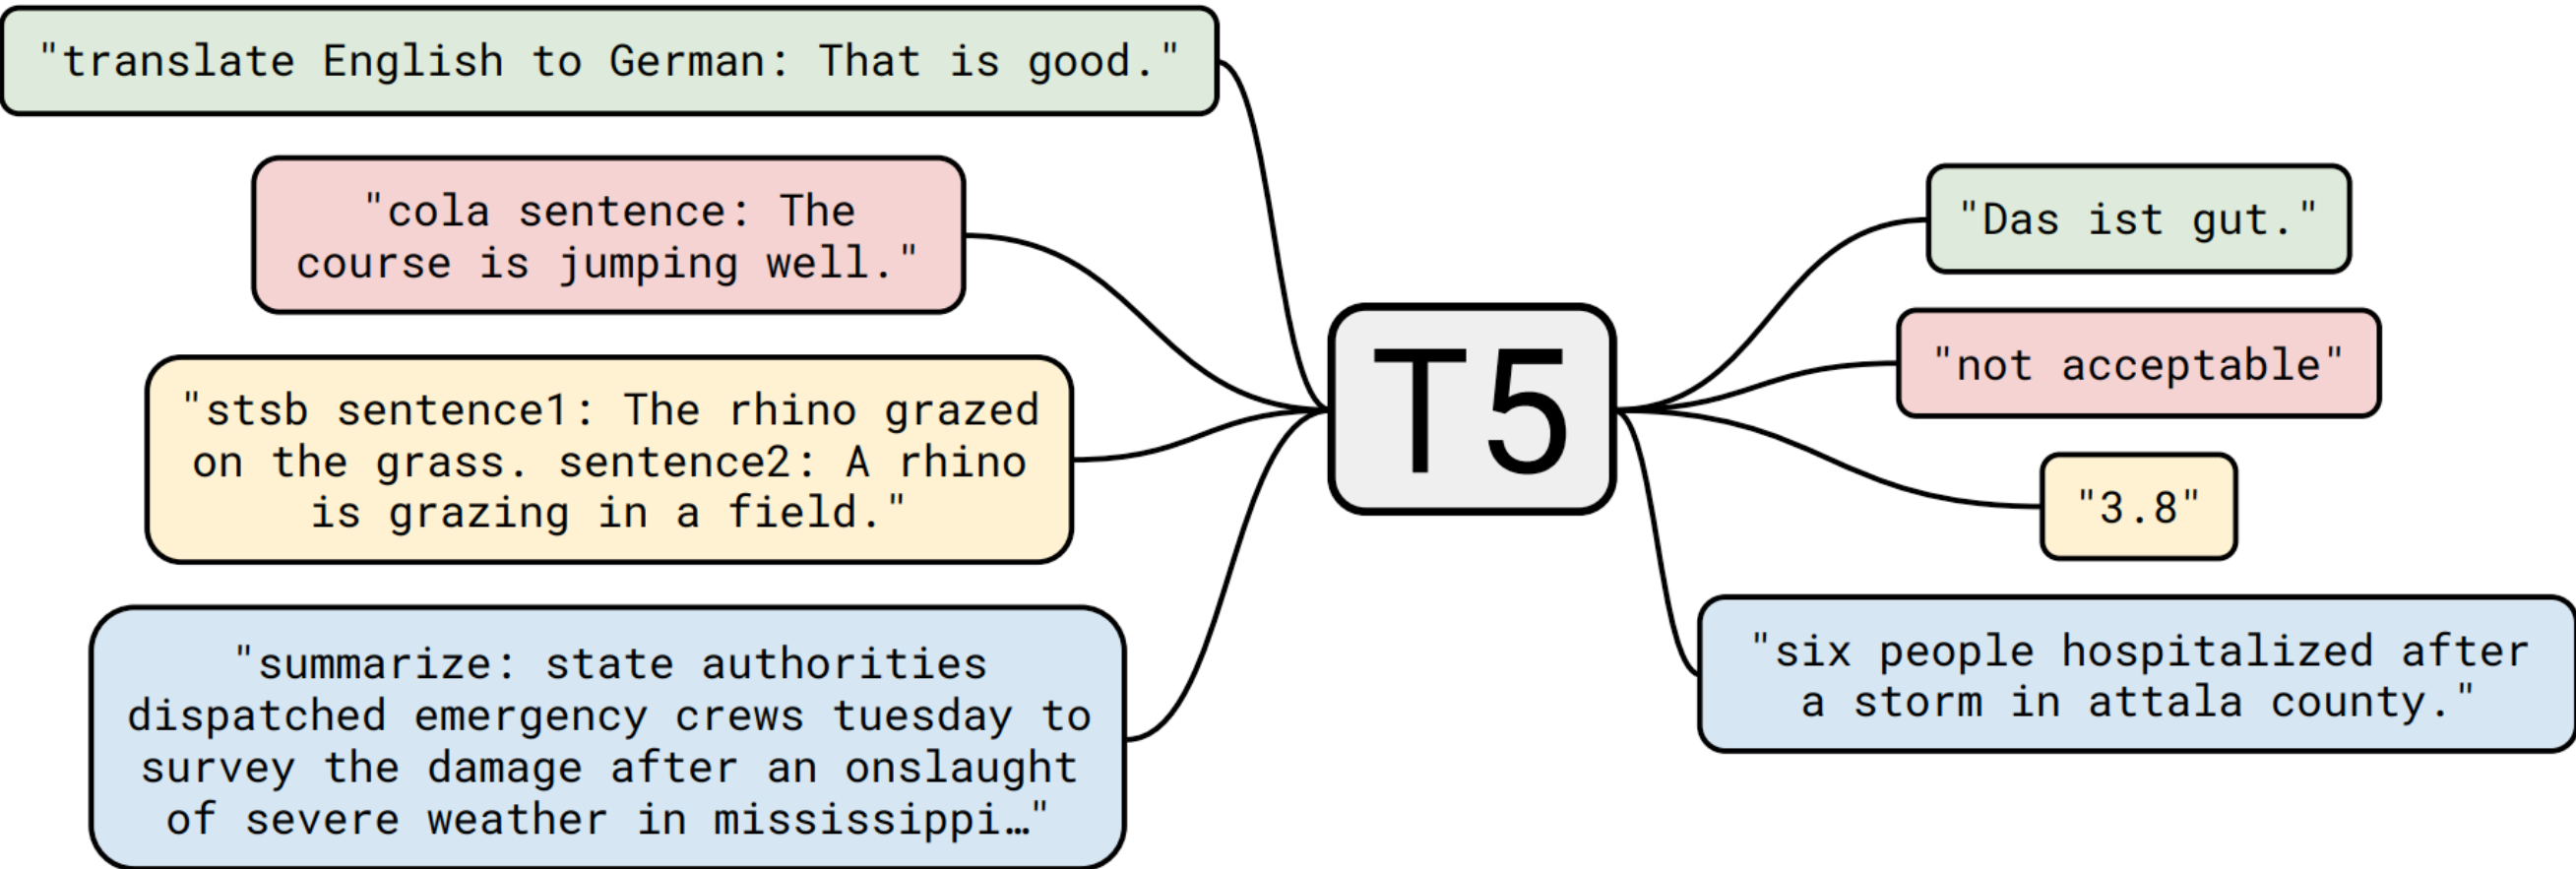 "translate English to German: That is good."
"cola sentence: The
course is jumping well."
"stsb sentence1: The rhino grazed
on the grass. sentence2: A rhino
is grazing in a field."
"summarize: state authorities
dispatched emergency crews tuesday to
survey the damage after an onslaught
of severe weather in mississippi…"
T5
"Das ist gut."
"not acceptable"
"3.8"
"six people hospitalized after
a storm in attala county."